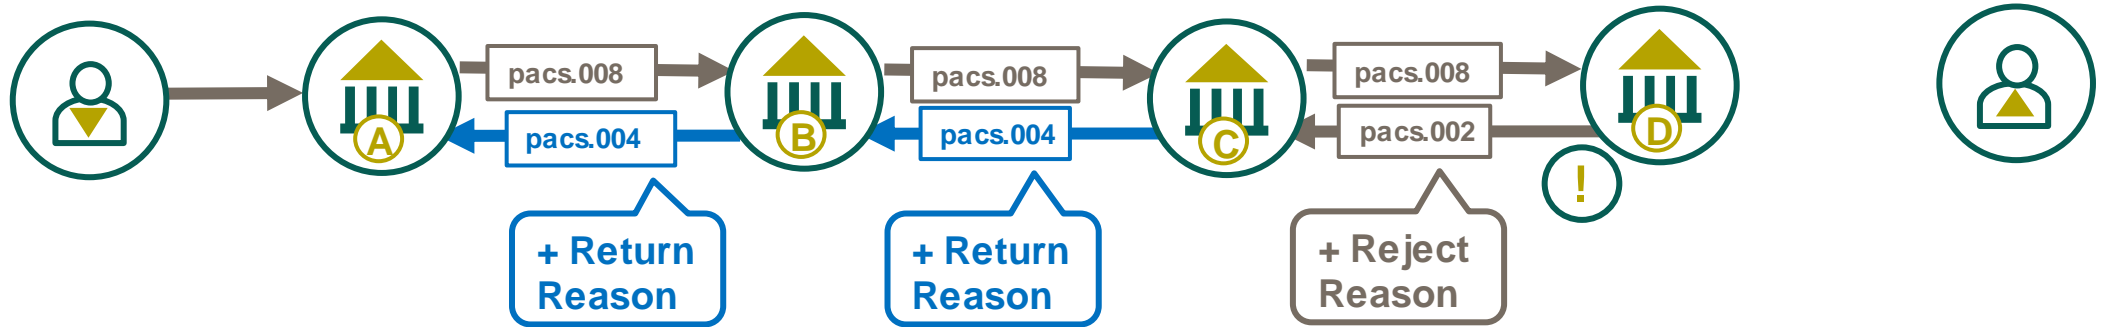 pacs.008
pacs.008
pacs.008
A
pacs.004
B
pacs.004
C
pacs.002
D
!
+ Return
Reason
+ Return
Reason
+ Reject
Reason